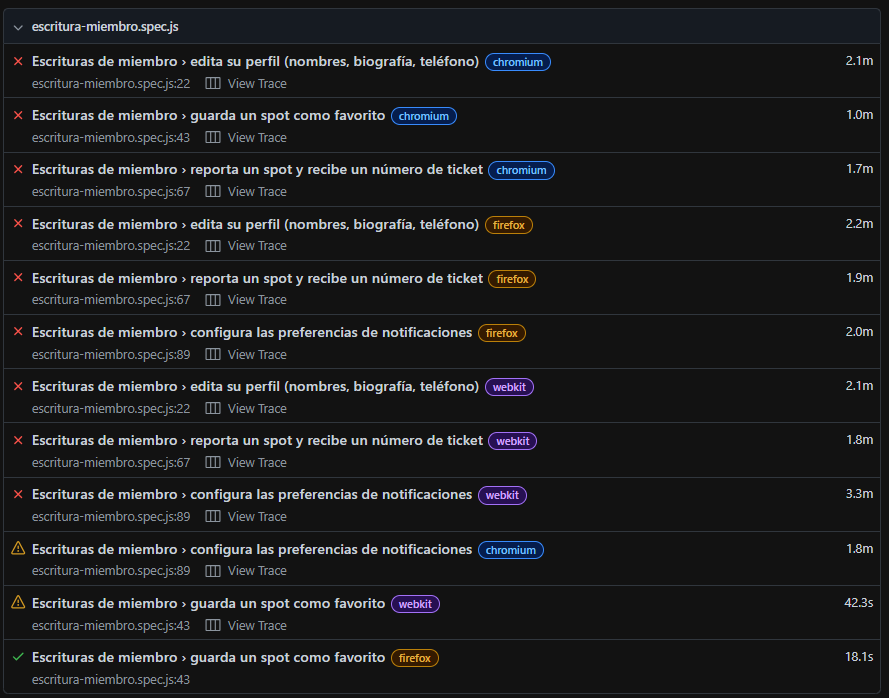 escritura-miembro.spec.js
Escrituras de miembro › edita su perfil (nombres, biografía, teléfono) chromium 2.1m
escritura-miembro.spec.js:22 View Trace
Escrituras de miembro › guarda un spot como favorito chromium 1.0m
escritura-miembro.spec.js:43 View Trace
Escrituras de miembro › reporta un spot y recibe un número de ticket chromium 1.7m
escritura-miembro.spec.js:67 View Trace
Escrituras de miembro › edita su perfil (nombres, biografía, teléfono) firefox 2.2m
escritura-miembro.spec.js:22 View Trace
Escrituras de miembro › reporta un spot y recibe un número de ticket firefox 1.9m
escritura-miembro.spec.js:67 View Trace
Escrituras de miembro › configura las preferencias de notificaciones firefox 2.0m
escritura-miembro.spec.js:89 View Trace
Escrituras de miembro › edita su perfil (nombres, biografía, teléfono) webkit 2.1m
escritura-miembro.spec.js:22 View Trace
Escrituras de miembro › reporta un spot y recibe un número de ticket webkit 1.8m
escritura-miembro.spec.js:67 View Trace
Escrituras de miembro › configura las preferencias de notificaciones webkit 3.3m
escritura-miembro.spec.js:89 View Trace
Escrituras de miembro › configura las preferencias de notificaciones chromium 1.8m
escritura-miembro.spec.js:89 View Trace
Escrituras de miembro › guarda un spot como favorito webkit 42.3s
escritura-miembro.spec.js:43 View Trace
Escrituras de miembro › guarda un spot como favorito firefox 18.1s
escritura-miembro.spec.js:43